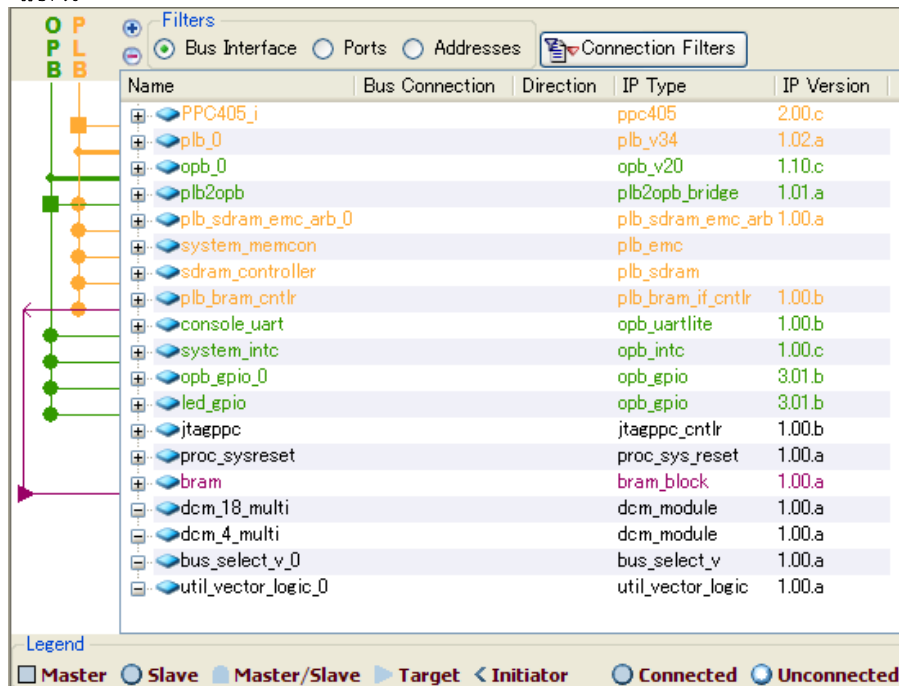 O P
P L
B B
Filters
Bus Interface Ports Addresses Connection Filters
Name Bus Connection Direction IP Type IP Version
PPC405_i ppc405 2.00.c
plb_0 plb_v34 1.02.a
opb_0 opb_v20 1.10.c
plb2opb plb2opb_bridge 1.01.a
plb_sdram_emc_arb_0 plb_sdram_emc_arb 1.00.a
system_memcon plb_emc
sdram_controller plb_sdram
plb_bram_cntlr plb_bram_if_cntlr 1.00.b
console_uart opb_uartlite 1.00.b
system_intc opb_intc 1.00.c
opb_gpio_0 opb_gpio 3.01.b
led_gpio opb_gpio 3.01.b
jtagppc jtagppc_cntlr 1.00.b
proc_sysreset proc_sys_reset 1.00.a
bram bram_block 1.00.a
dcm_18_multi dcm_module 1.00.a
dcm_4_multi dcm_module 1.00.a
bus_select_v_0 bus_select_v 1.00.a
util_vector_logic_0 util_vector_logic 1.00.a
Legend
Master Slave Master/Slave Target Initiator Connected Unconnected